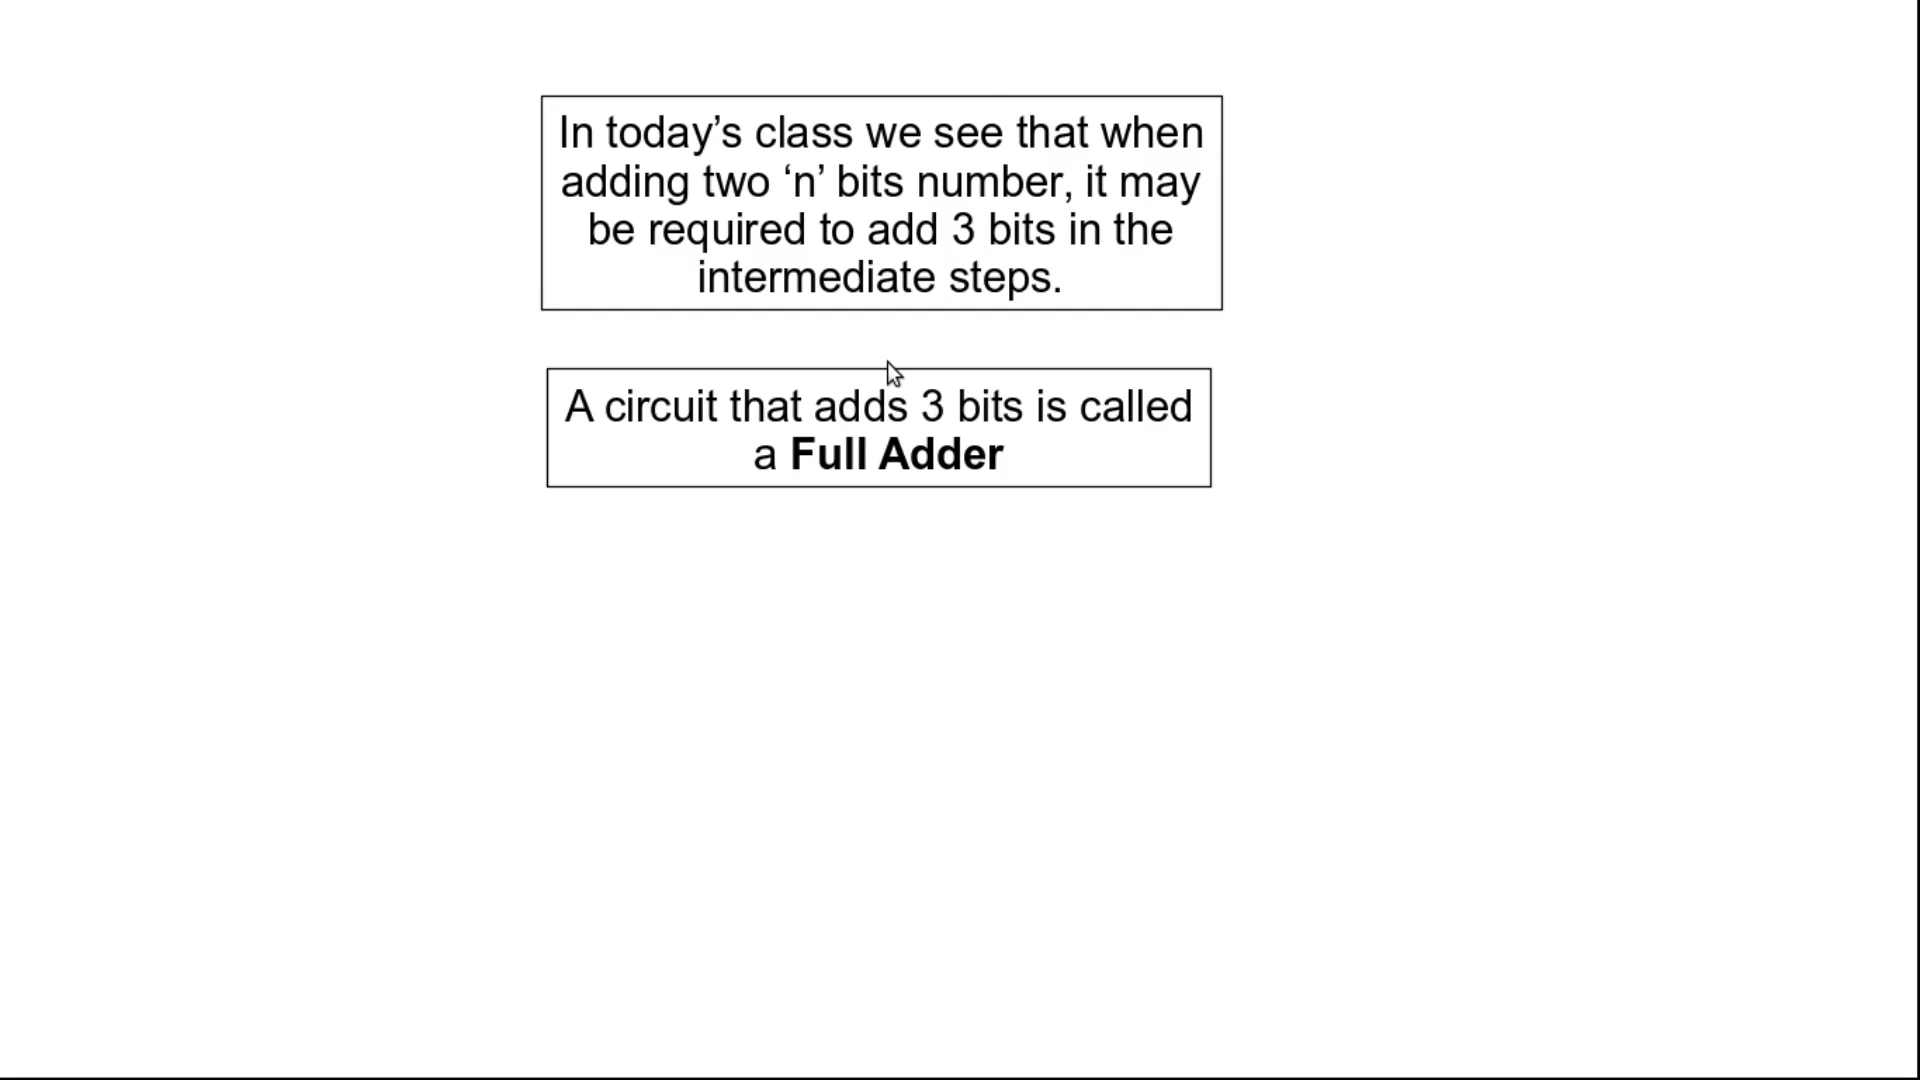 In today’s class we see that when
adding two ‘n’ bits number, it may
be required to add 3 bits in the
intermediate steps.
A circuit that adds 3 bits is called
a Full Adder